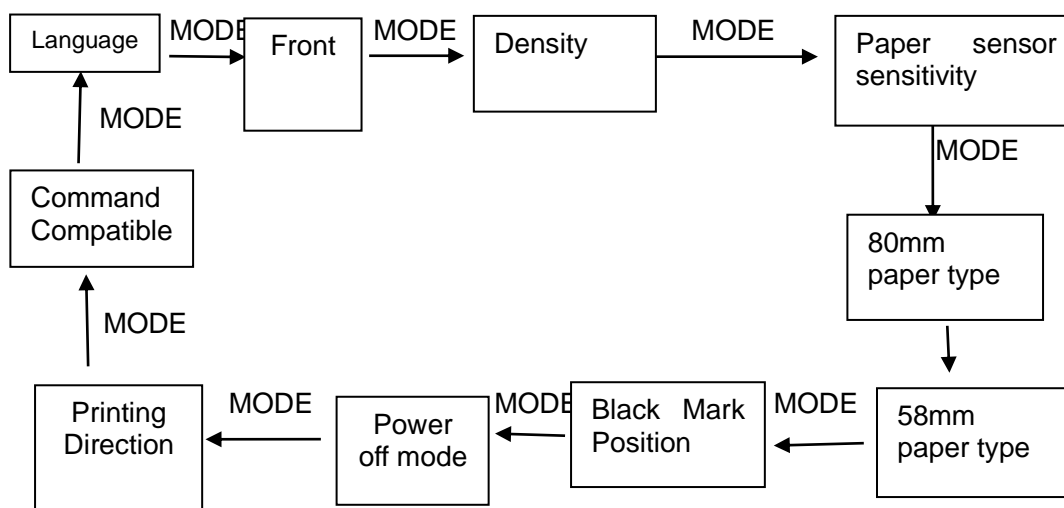 Language
MODE
Front
MODE
Density
MODE
Paper sensor
sensitivity
MODE
80mm
paper type
58mm
paper type
MODE
Black Mark
Position
MODE
Power
off mode
MODE
Printing
Direction
MODE
Command
Compatible
MODE